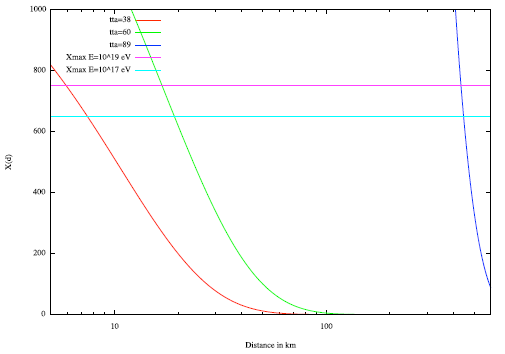 1000
tta=38
tta=60
tta=89
Xmax E=10^19 eV
Xmax E=10^17 eV
800
600
X(d)
400
200
0
10
100
Distance in km